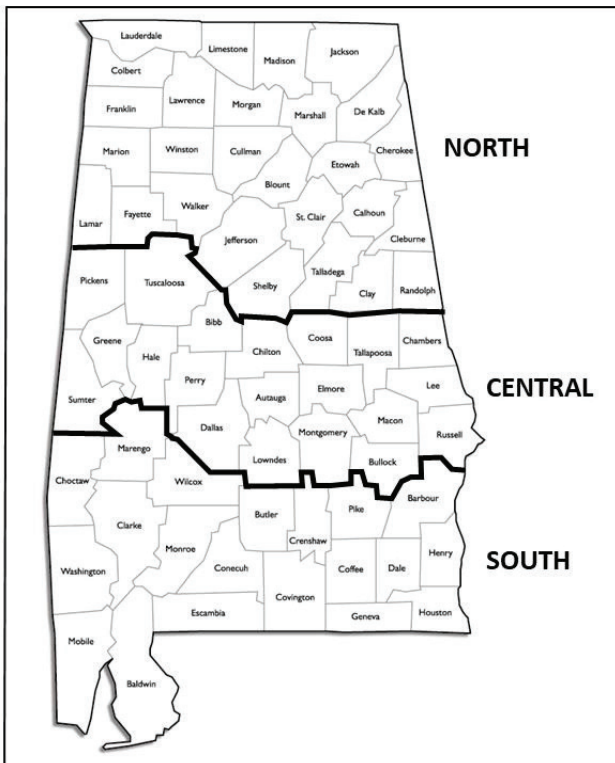 Lauderdale
Limestone
Madison
Jackson
Colbert
Lawrence
Franklin
Morgan
Marshall
De Kalb
Cherokee
NORTH
Marion
Winston
Cullman
Etowah
Blount
Lamar
Fayette
Walker
St. Clair
Calhoun
Jefferson
Cleburne
Talladega
Pickens
Tuscaloosa
Shelby
Clay
Randolph
Bibb
Greene
Hale
Chilton
Coosa
Tallapoosa
Chambers
Perry
Autauga
Elmore
Lee
CENTRAL
Sumter
Dallas
Montgomery
Macon
Russell
Marengo
Lowndes
Bullock
Choctaw
Wilcox
Butler
Pike
Barbour
Clarke
Crenshaw
Monroe
Henry
SOUTH
Washington
Conecuh
Coffee
Dale
Covington
Escambia
Geneva
Houston
Mobile
Baldwin